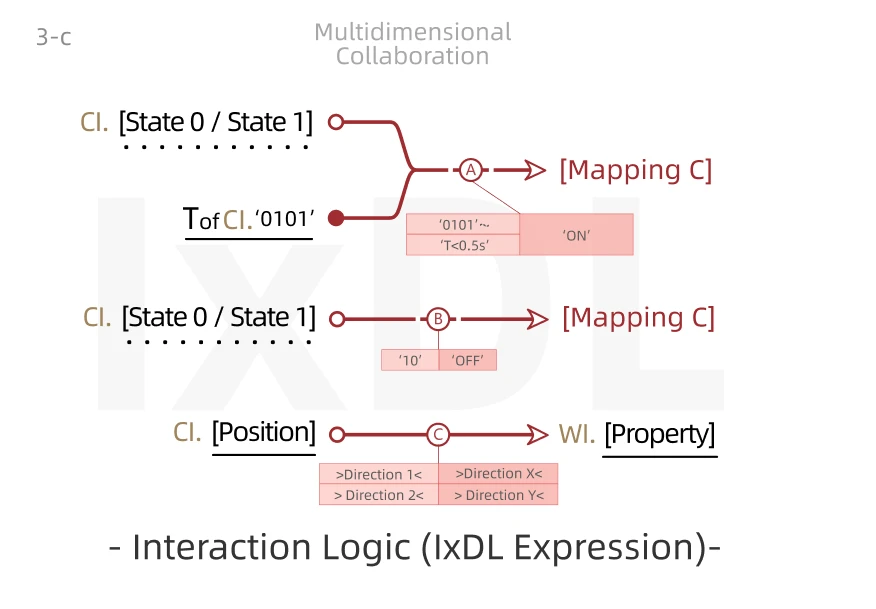 3-c
Multidimensional
Collaboration
CI. [State 0 / State 1]
A
[Mapping C]
T of CI. ‘0101’
‘0101’~
‘T<0.5s’
‘ON’
CI. [State 0 / State 1]
B
[Mapping C]
‘10’
‘OFF’
CI. [Position]
C
WI. [Property]
>Direction 1<
>Direction X<
> Direction 2<
> Direction Y<
IxDL
- Interaction Logic (IxDL Expression)-